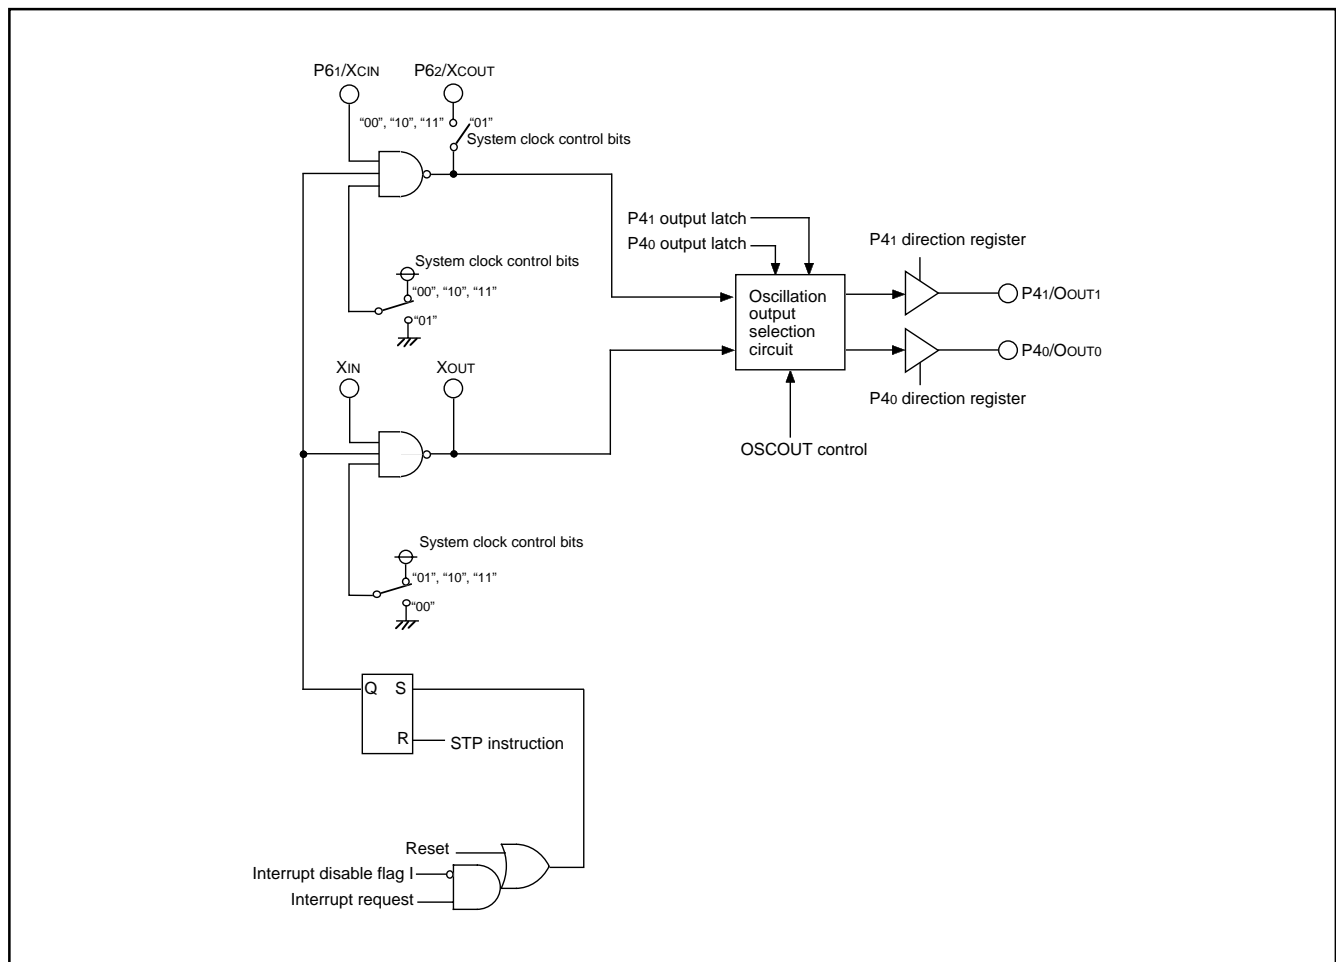 P61/XCIN
P62/XCOUT
“00”, “10”, “11”
“01”
System clock control bits
P41 output latch
P40 output latch
P41 direction register
System clock control bits
“00”, “10”, “11”
“01”
Oscillation
output
selection
circuit
P41/OOUT1
P40/OOUT0
XIN
XOUT
P40 direction register
OSCOUT control
System clock control bits
“01”, “10”, “11”
“00”
Q
S
R
STP instruction
Reset
Interrupt disable flag I
Interrupt request